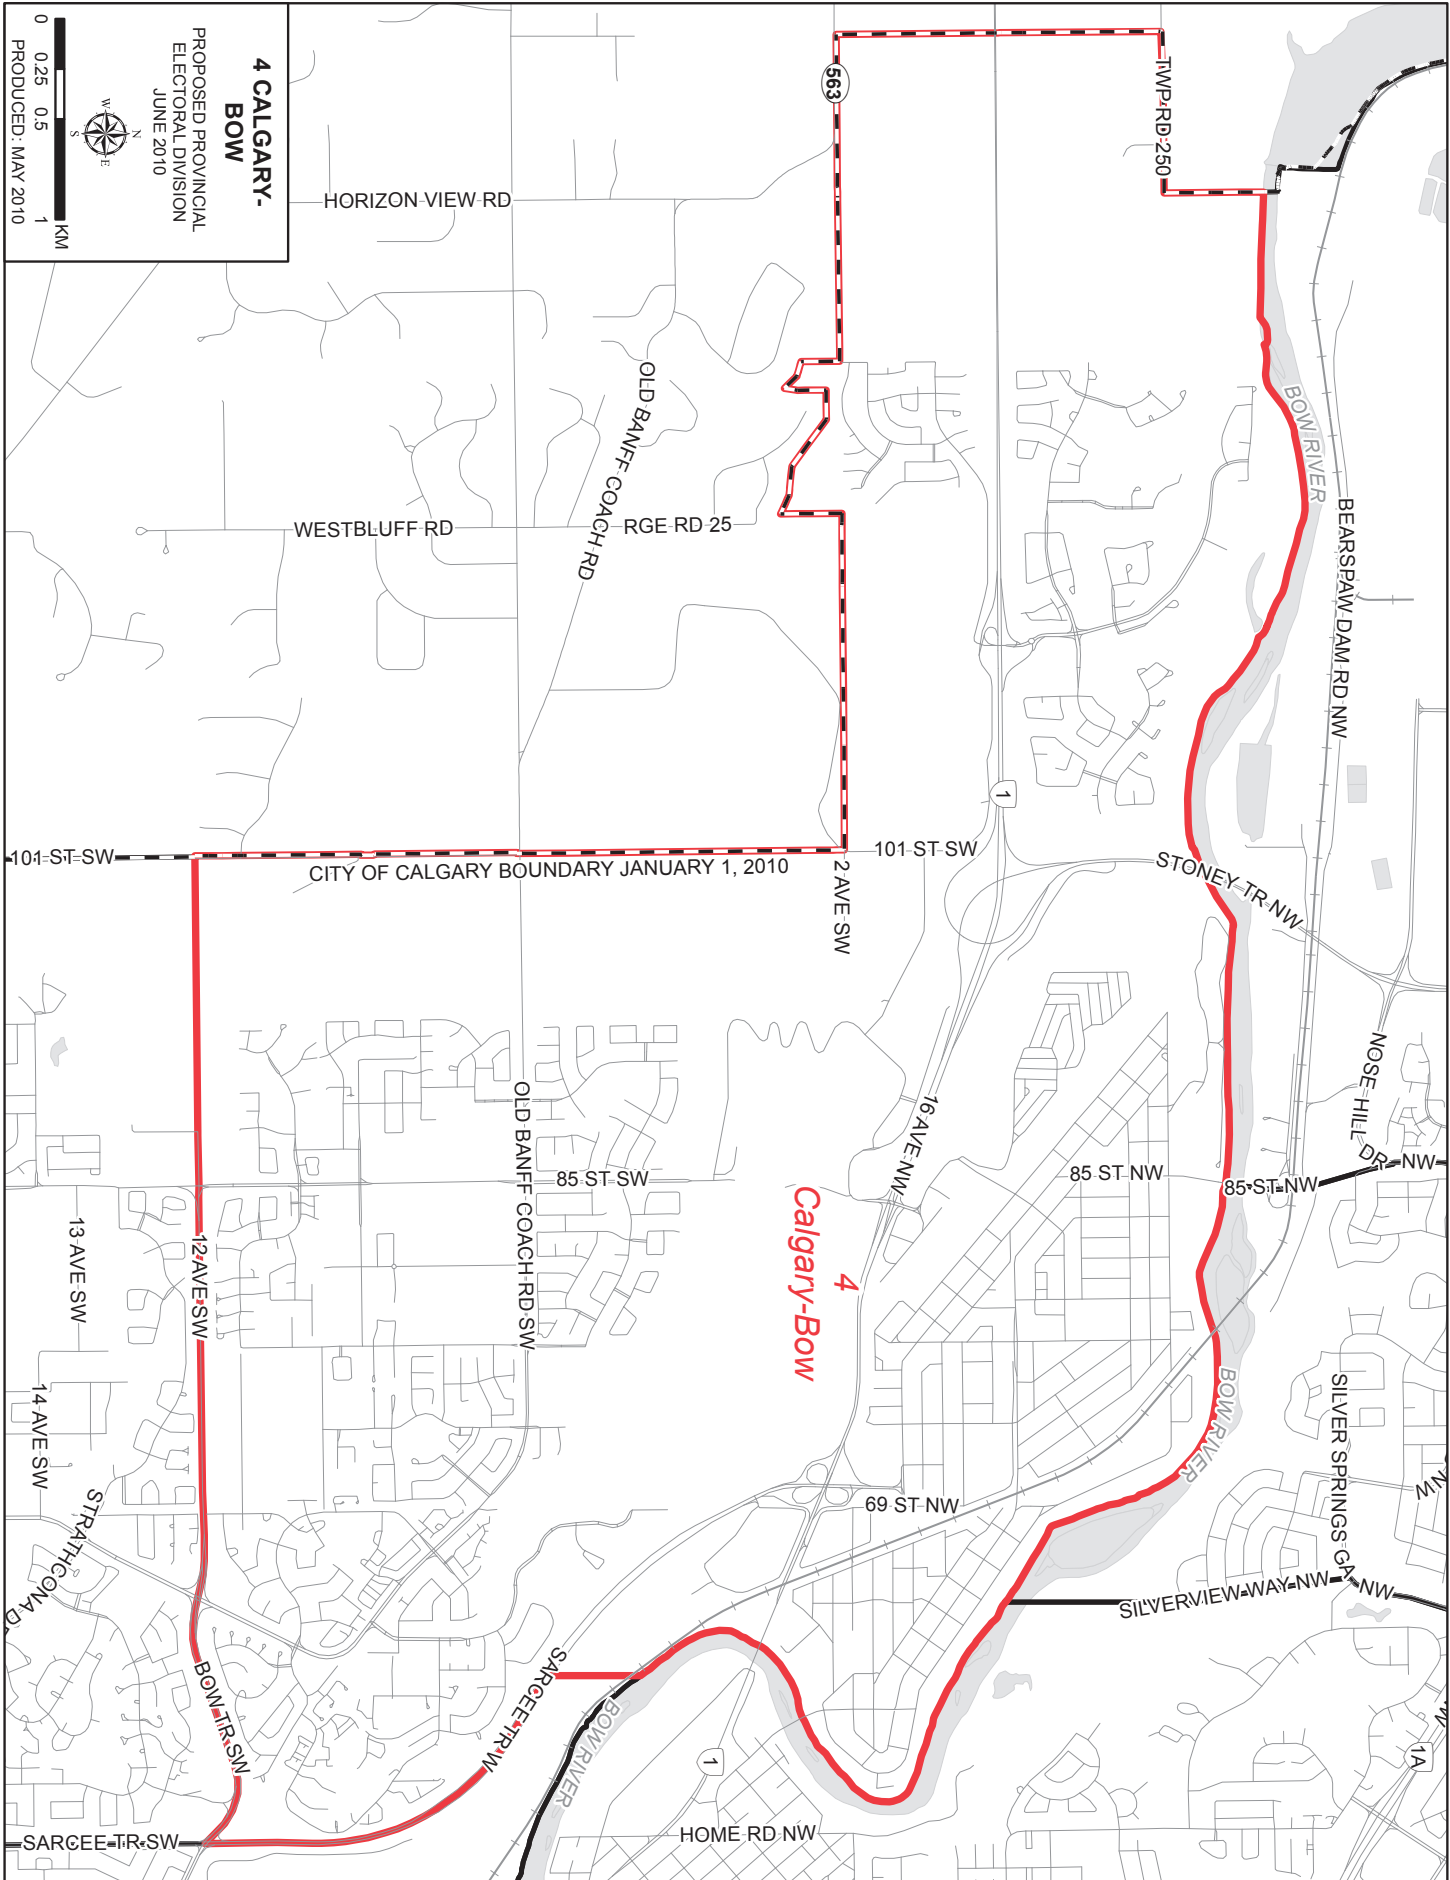 4 CALGARY-
BOW
PROPOSED PROVINCIAL
ELECTORAL DIVISION
JUNE 2010
N
W
E
S
KM
0 0.25 0.5 1
PRODUCED: MAY 2010
563
TWP RD 250
HORIZON VIEW RD
OLD BANFF COACH RD
WESTBLUFF RD
RGE RD 25
BOW RIVER
BEARSPAW DAM RD NW
1
101 ST SW
CITY OF CALGARY BOUNDARY JANUARY 1, 2010
101 ST SW
2 AVE SW
STONEY TR NW
NOSE HILL DR NW
16 AVE NW
OLD BANFF COACH RD SW
85 ST SW
85 ST NW
85 ST NW
4
Calgary-Bow
13 AVE SW
12 AVE SW
14 AVE SW
BOW RIVER
SILVER SPRINGS GA NW
NW
69 ST NW
STRATHCONA
SILVERVIEW WAY NW
BOW TR SW
SARCEE TR W
BOW RIVER
1
1A
HOME RD NW
SARCEE TR SW